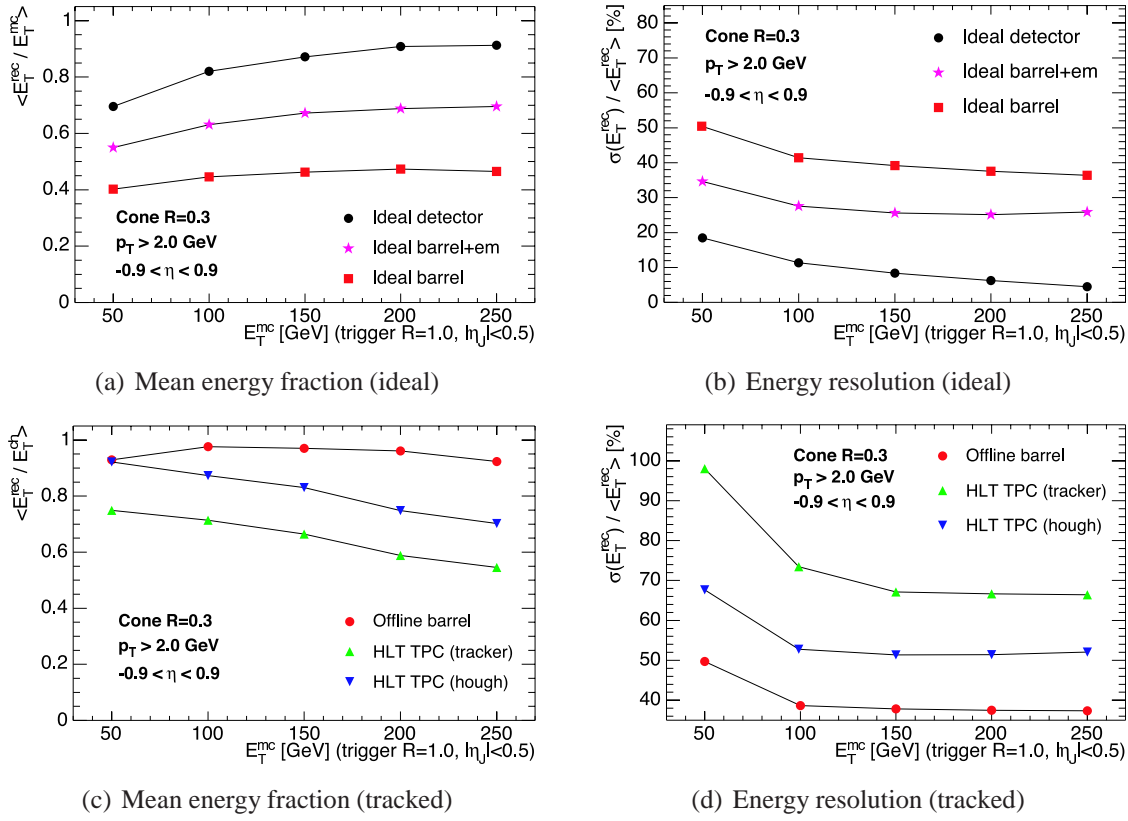 <E_T^rec / E_T^mc>
1
0.8
0.6
0.4
0.2
0
Cone R=0.3
p_T > 2.0 GeV
-0.9 < η < 0.9
Ideal detector
Ideal barrel+em
Ideal barrel
50 100 150 200 250
E_T^mc [GeV] (trigger R=1.0, |η_J|<0.5)
(a) Mean energy fraction (ideal)
σ(E_T^rec) / <E_T^rec> [%]
80
70
60
50
40
30
20
10
0
Cone R=0.3
p_T > 2.0 GeV
-0.9 < η < 0.9
Ideal detector
Ideal barrel+em
Ideal barrel
50 100 150 200 250
E_T^mc [GeV] (trigger R=1.0, |η_J|<0.5)
(b) Energy resolution (ideal)
<E_T^rec / E_T^ch>
1
0.8
0.6
0.4
0.2
0
Cone R=0.3
p_T > 2.0 GeV
-0.9 < η < 0.9
Offline barrel
HLT TPC (tracker)
HLT TPC (hough)
50 100 150 200 250
E_T^mc [GeV] (trigger R=1.0, |η_J|<0.5)
(c) Mean energy fraction (tracked)
σ(E_T^rec) / <E_T^rec> [%]
100
90
80
70
60
50
40
Cone R=0.3
p_T > 2.0 GeV
-0.9 < η < 0.9
Offline barrel
HLT TPC (tracker)
HLT TPC (hough)
50 100 150 200 250
E_T^mc [GeV] (trigger R=1.0, |η_J|<0.5)
(d) Energy resolution (tracked)